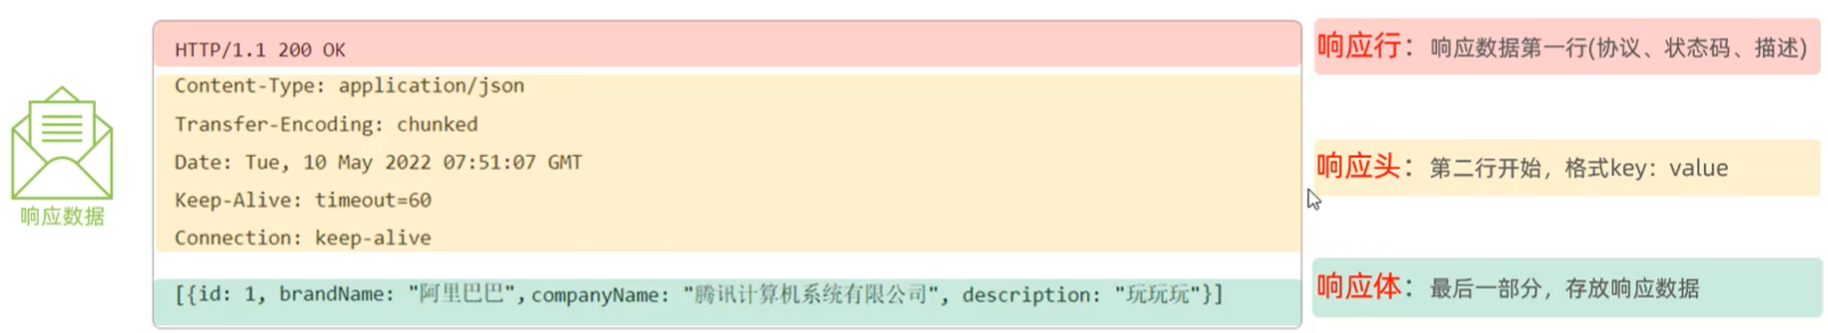 HTTP/1.1 200 OK
响应行：响应数据第一行(协议、状态码、描述)
Content-Type: application/json
Transfer-Encoding: chunked
Date: Tue, 10 May 2022 07:51:07 GMT
Keep-Alive: timeout=60
Connection: keep-alive
响应头：第二行开始，格式key：value
响应数据
[{id: 1, brandName: "阿里巴巴",companyName: "腾讯计算机系统有限公司", description: "玩玩玩"}]
响应体：最后一部分，存放响应数据